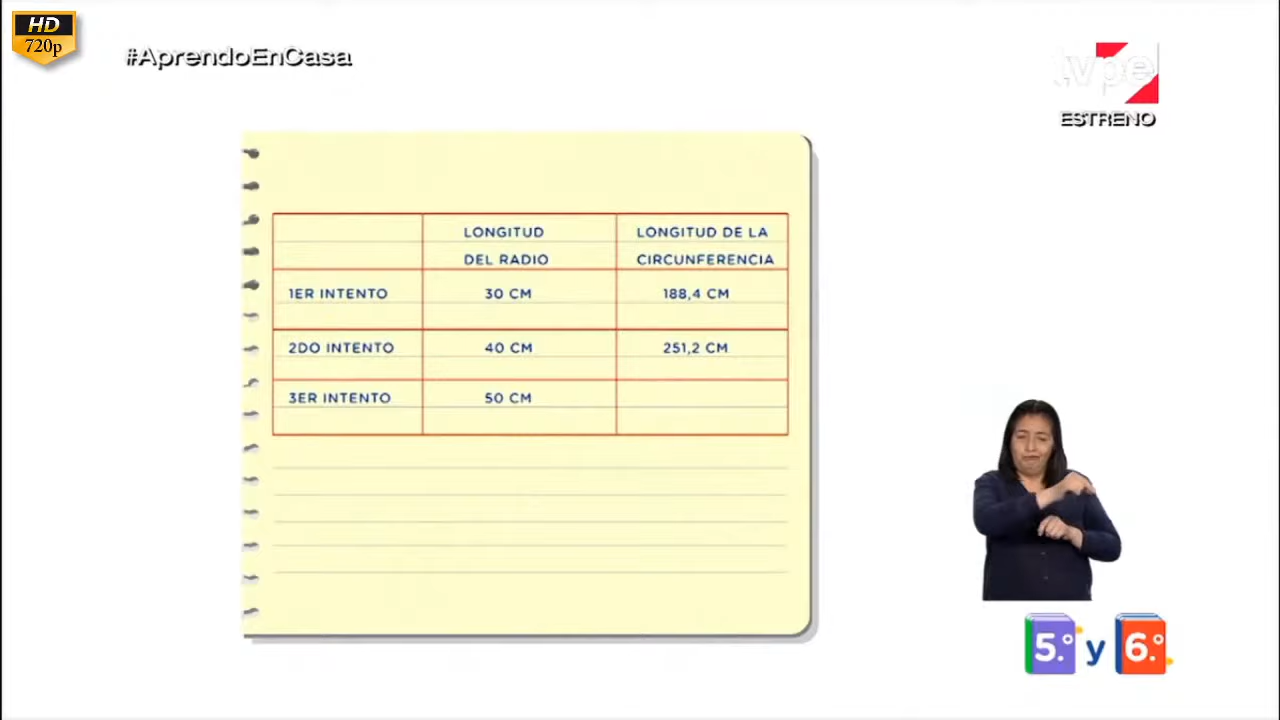 HD
720p
#AprendoEnCasa
tvpe
ESTRENO
LONGITUD DEL RADIO
LONGITUD DE LA CIRCUNFERENCIA
1ER INTENTO 30 CM 188,4 CM
2DO INTENTO 40 CM 251,2 CM
3ER INTENTO 50 CM
5.º y 6.º